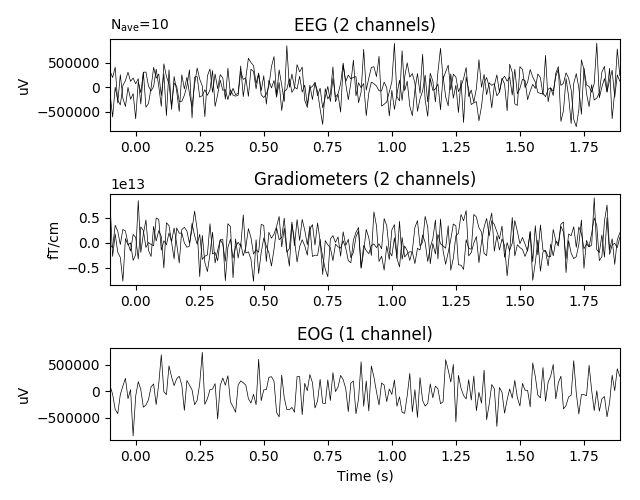 N_ave=10
EEG (2 channels)
500000
0
−500000
uV
0.00 0.25 0.50 0.75 1.00 1.25 1.50 1.75
1e13
Gradiometers (2 channels)
0.5
0.0
−0.5
fT/cm
0.00 0.25 0.50 0.75 1.00 1.25 1.50 1.75
EOG (1 channel)
500000
0
−500000
uV
0.00 0.25 0.50 0.75 1.00 1.25 1.50 1.75
Time (s)